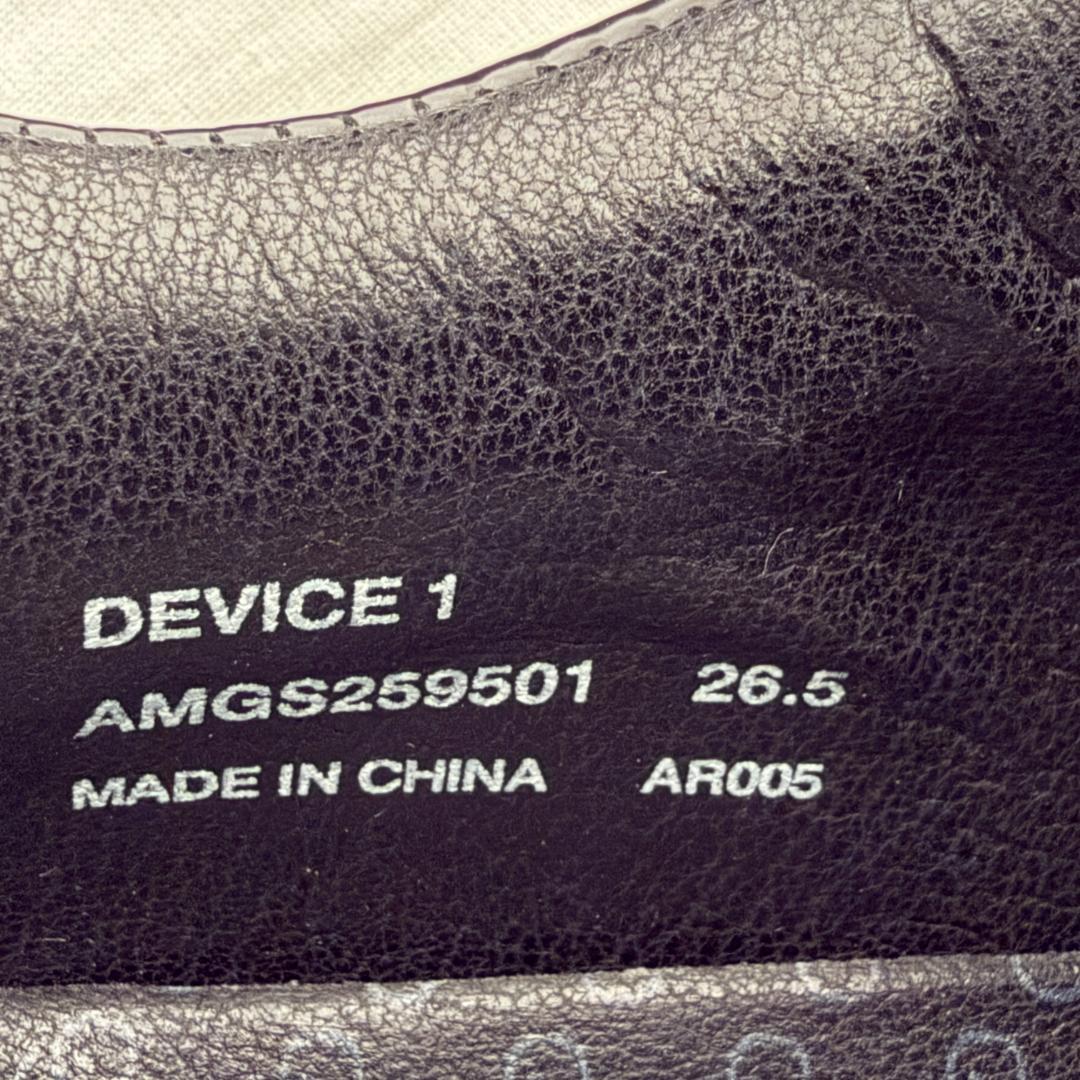 DEVICE 1
AMGS259501 26.5
MADE IN CHINA AR005